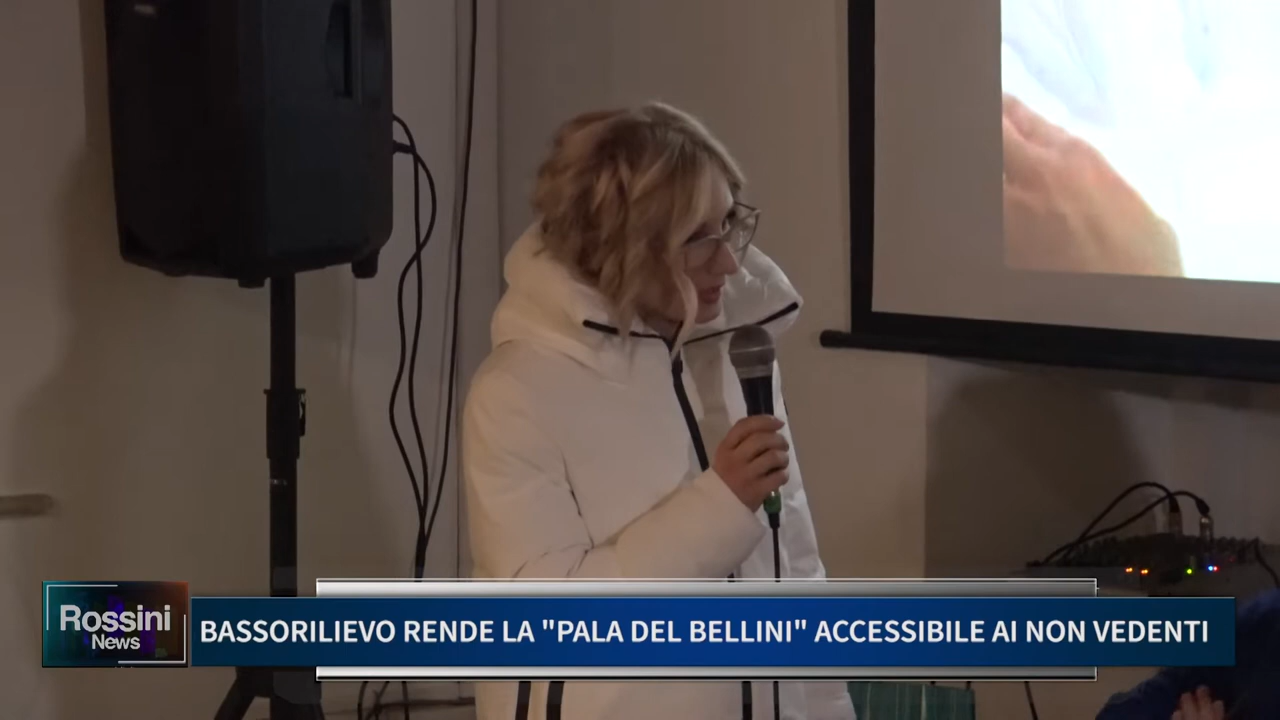 Rossini
News
BASSORILIEVO RENDE LA "PALA DEL BELLINI" ACCESSIBILE AI NON VEDENTI